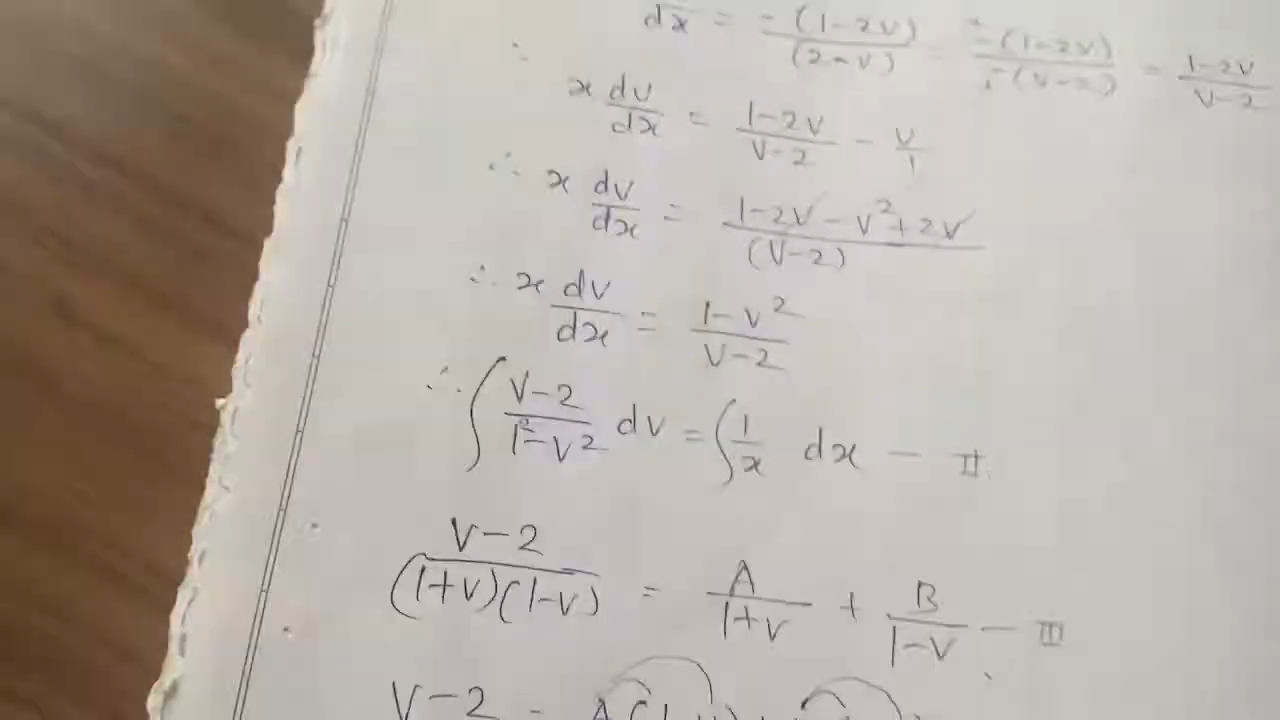 dx = -(1-2v)/(2-v) = -(1-2v)/-(v-2) = 1-2v/v-2
x dv/dx = 1-2v/v-2 - v/1
∴ x dv/dx = 1-2v-v²+2v/(v-2)
∴ x dv/dx = 1-v²/v-2
∴ ∫ v-2/1²-v² dv = ∫ 1/x dx - II
v-2/(1+v)(1-v) = A/1+v + B/1-v - III
v-2 = A(1-v)